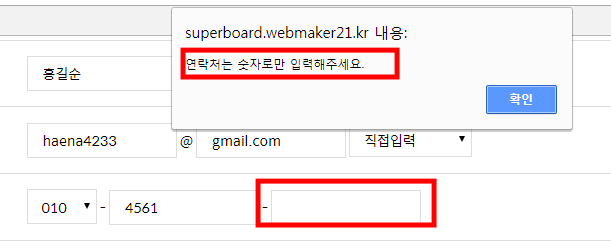 superboard.webmaker21.kr 내용:
연락처는 숫자로만 입력해주세요.
확인
홍길순
haena4233 @ gmail.com 직접입력
010 - 4561 -